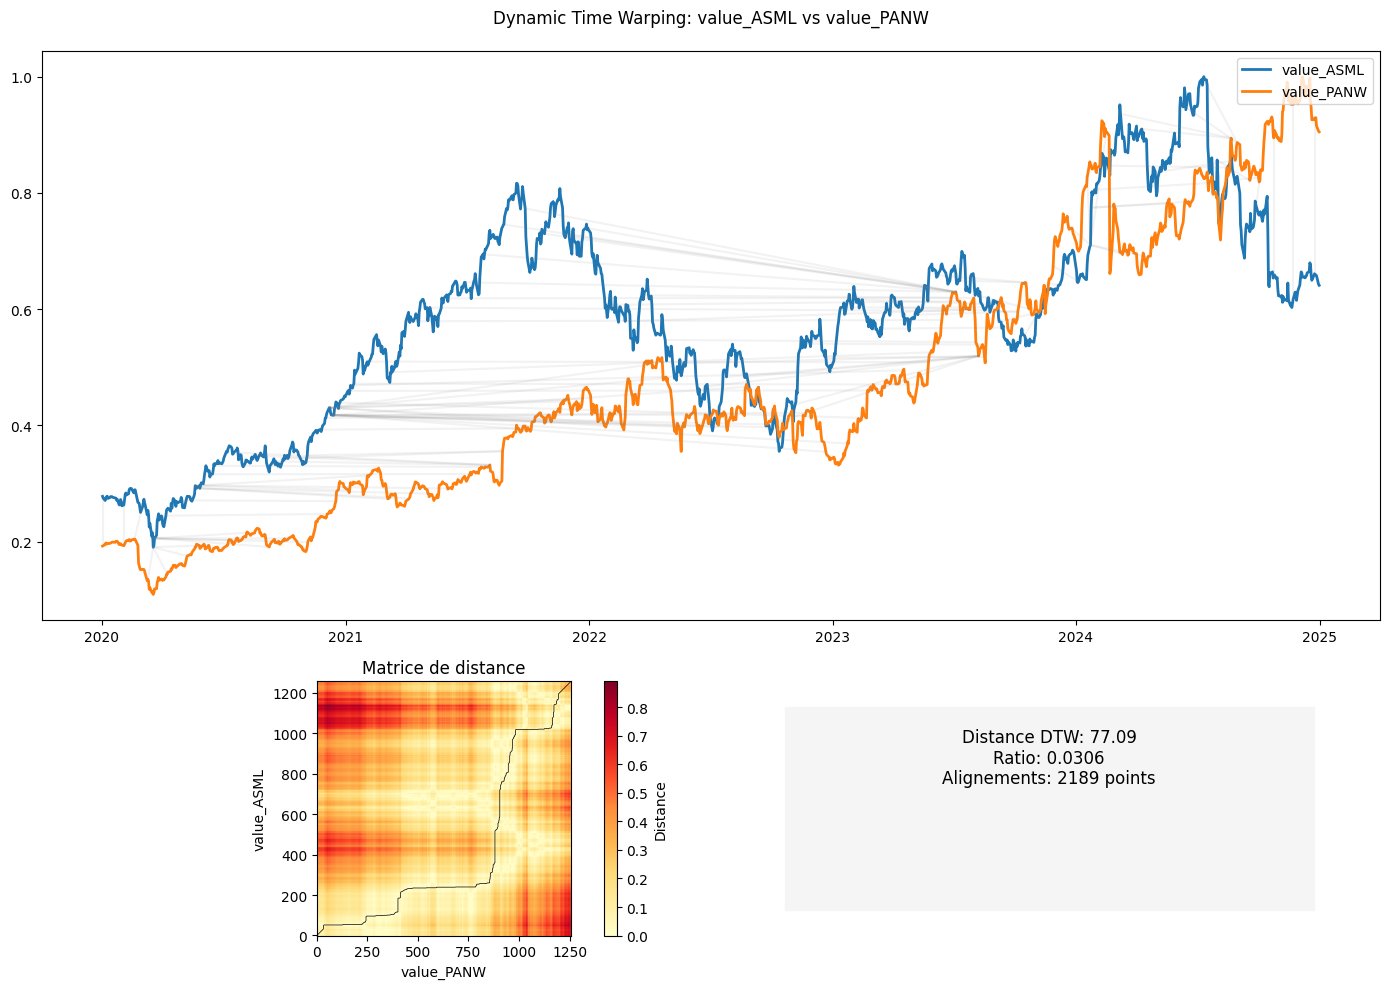 Dynamic Time Warping: value_ASML vs value_PANW
value_ASML
value_PANW
1.0
0.8
0.6
0.4
0.2
2020 2021 2022 2023 2024 2025
Matrice de distance
value_ASML
1200
1000
800
600
400
200
0
0 250 500 750 1000 1250
value_PANW
0.8
0.7
0.6
0.5
0.4
0.3
0.2
0.1
0.0
Distance
Distance DTW: 77.09
Ratio: 0.0306
Alignements: 2189 points